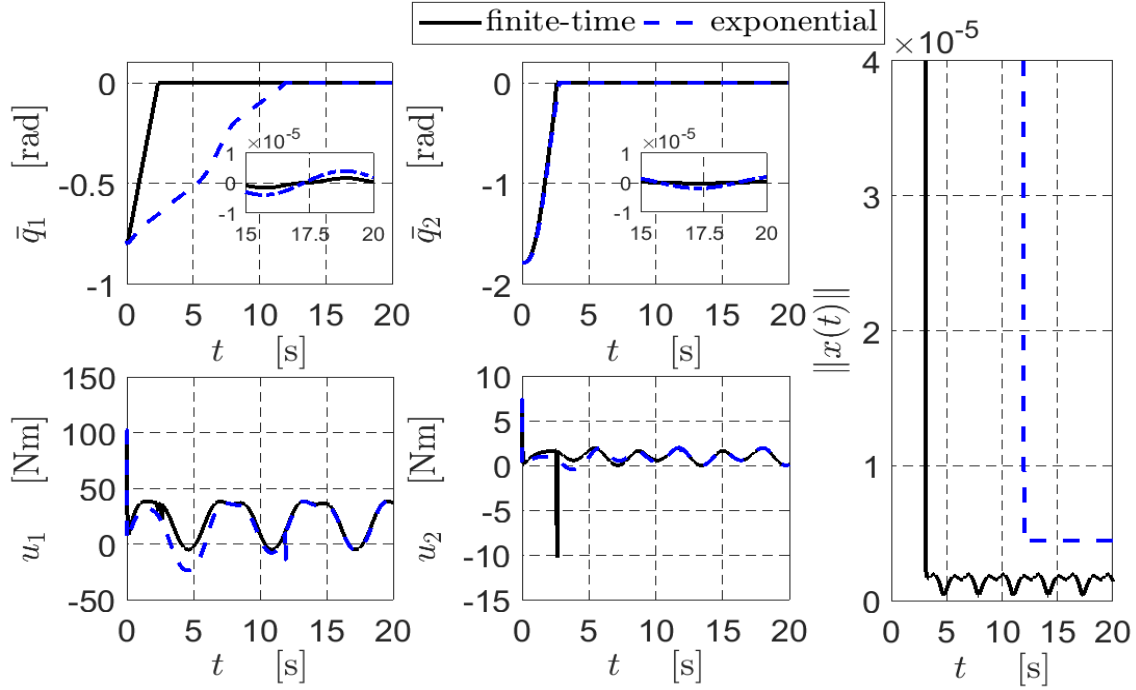 finite-time exponential
0
-0.5
-1
q̄₁ [rad]
×10⁻⁵
1
0
-1
15 17.5 20
0 5 10 15 20
t [s]
0
-1
-2
q̄₂ [rad]
×10⁻⁵
1
0
-1
15 17.5 20
0 5 10 15 20
t [s]
150
100
50
0
-50
u₁ [Nm]
0 5 10 15 20
t [s]
10
5
0
-5
-10
-15
u₂ [Nm]
0 5 10 15 20
t [s]
×10⁻⁵
4
3
2
1
0
‖x(t)‖
0 5 10 15 20
t [s]